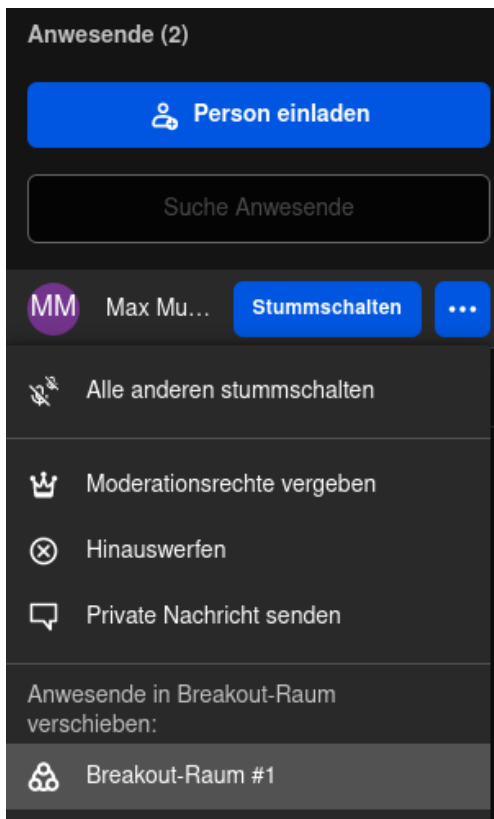 Anwesende (2)
Person einladen
Suche Anwesende
MM Max Mu... Stummschalten
Alle anderen stummschalten
Moderationsrechte vergeben
Hinauswerfen
Private Nachricht senden
Anwesende in Breakout-Raum
verschieben:
Breakout-Raum #1